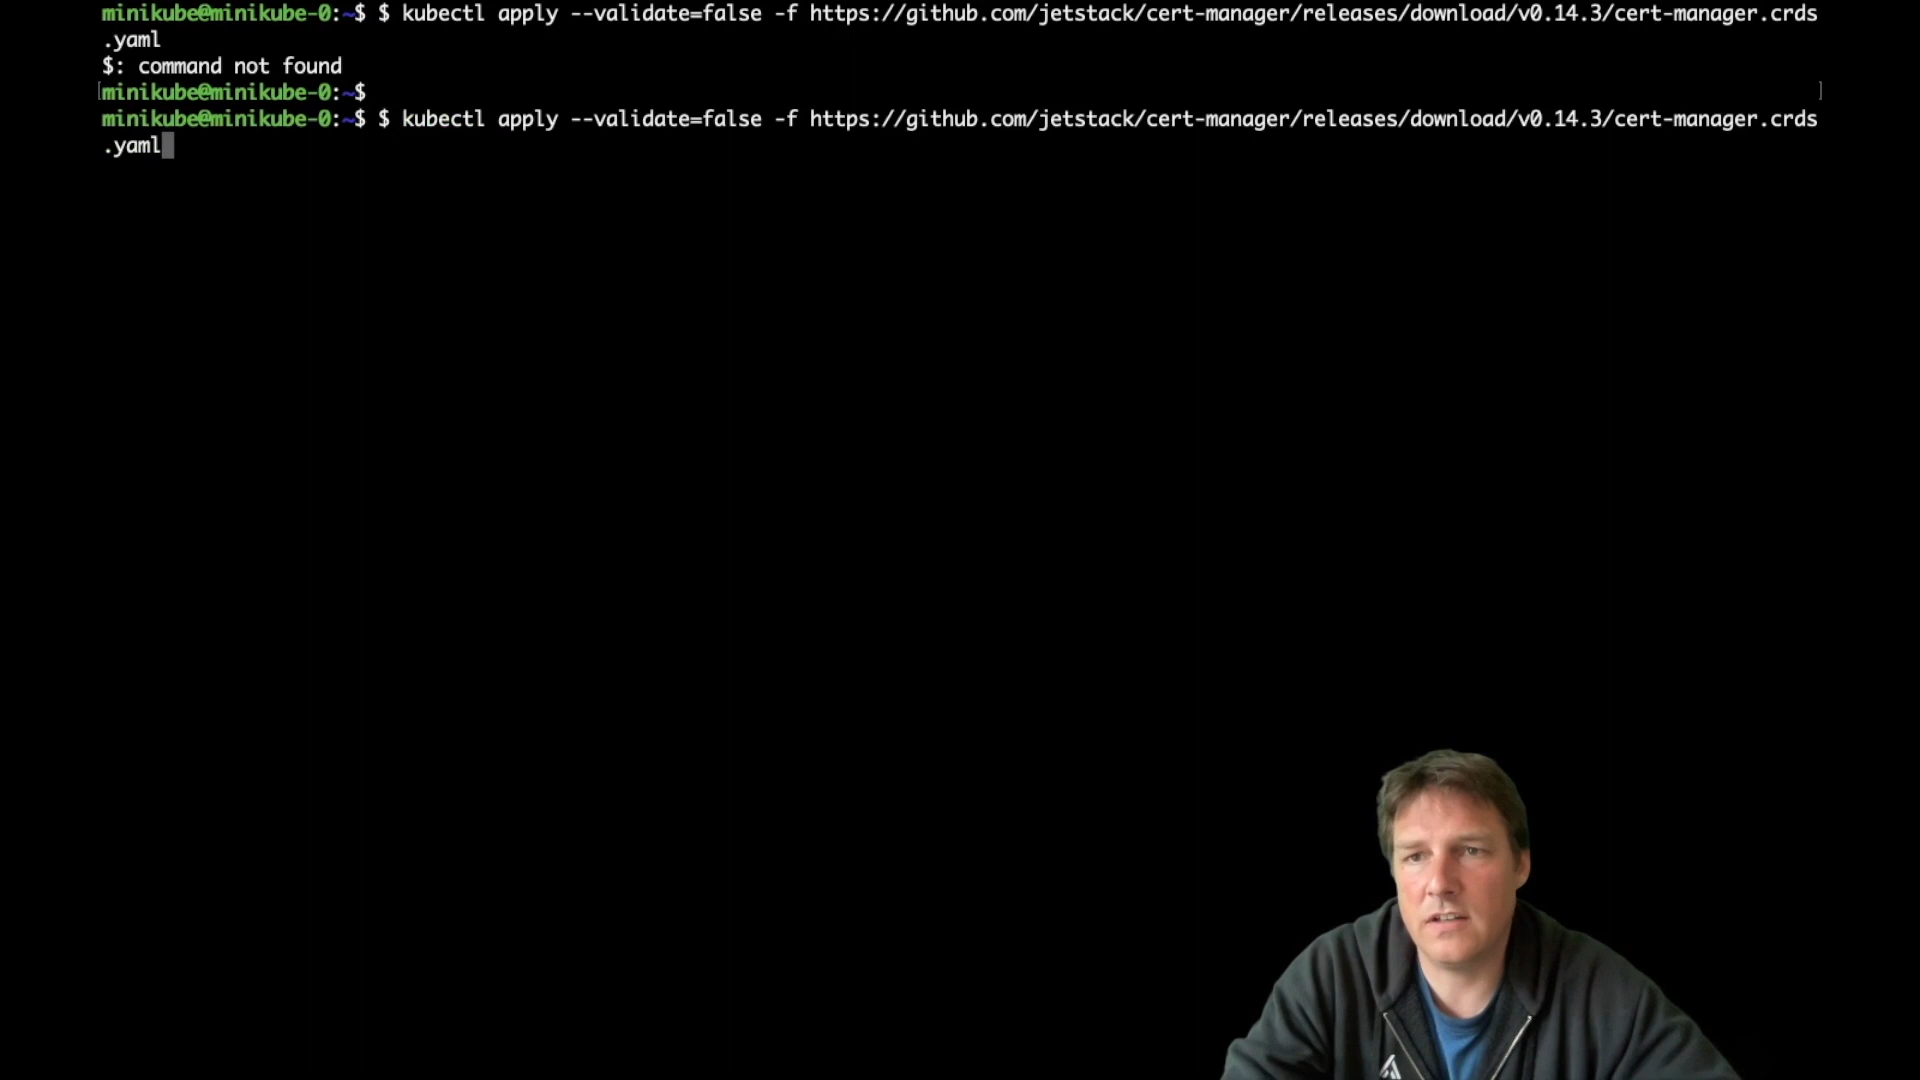 minikube@minikube-0:~$ $ kubectl apply --validate=false -f https://github.com/jetstack/cert-manager/releases/download/v0.14.3/cert-manager.crds
.yaml
$: command not found
[minikube@minikube-0:~$ ]
minikube@minikube-0:~$ $ kubectl apply --validate=false -f https://github.com/jetstack/cert-manager/releases/download/v0.14.3/cert-manager.crds
.yaml